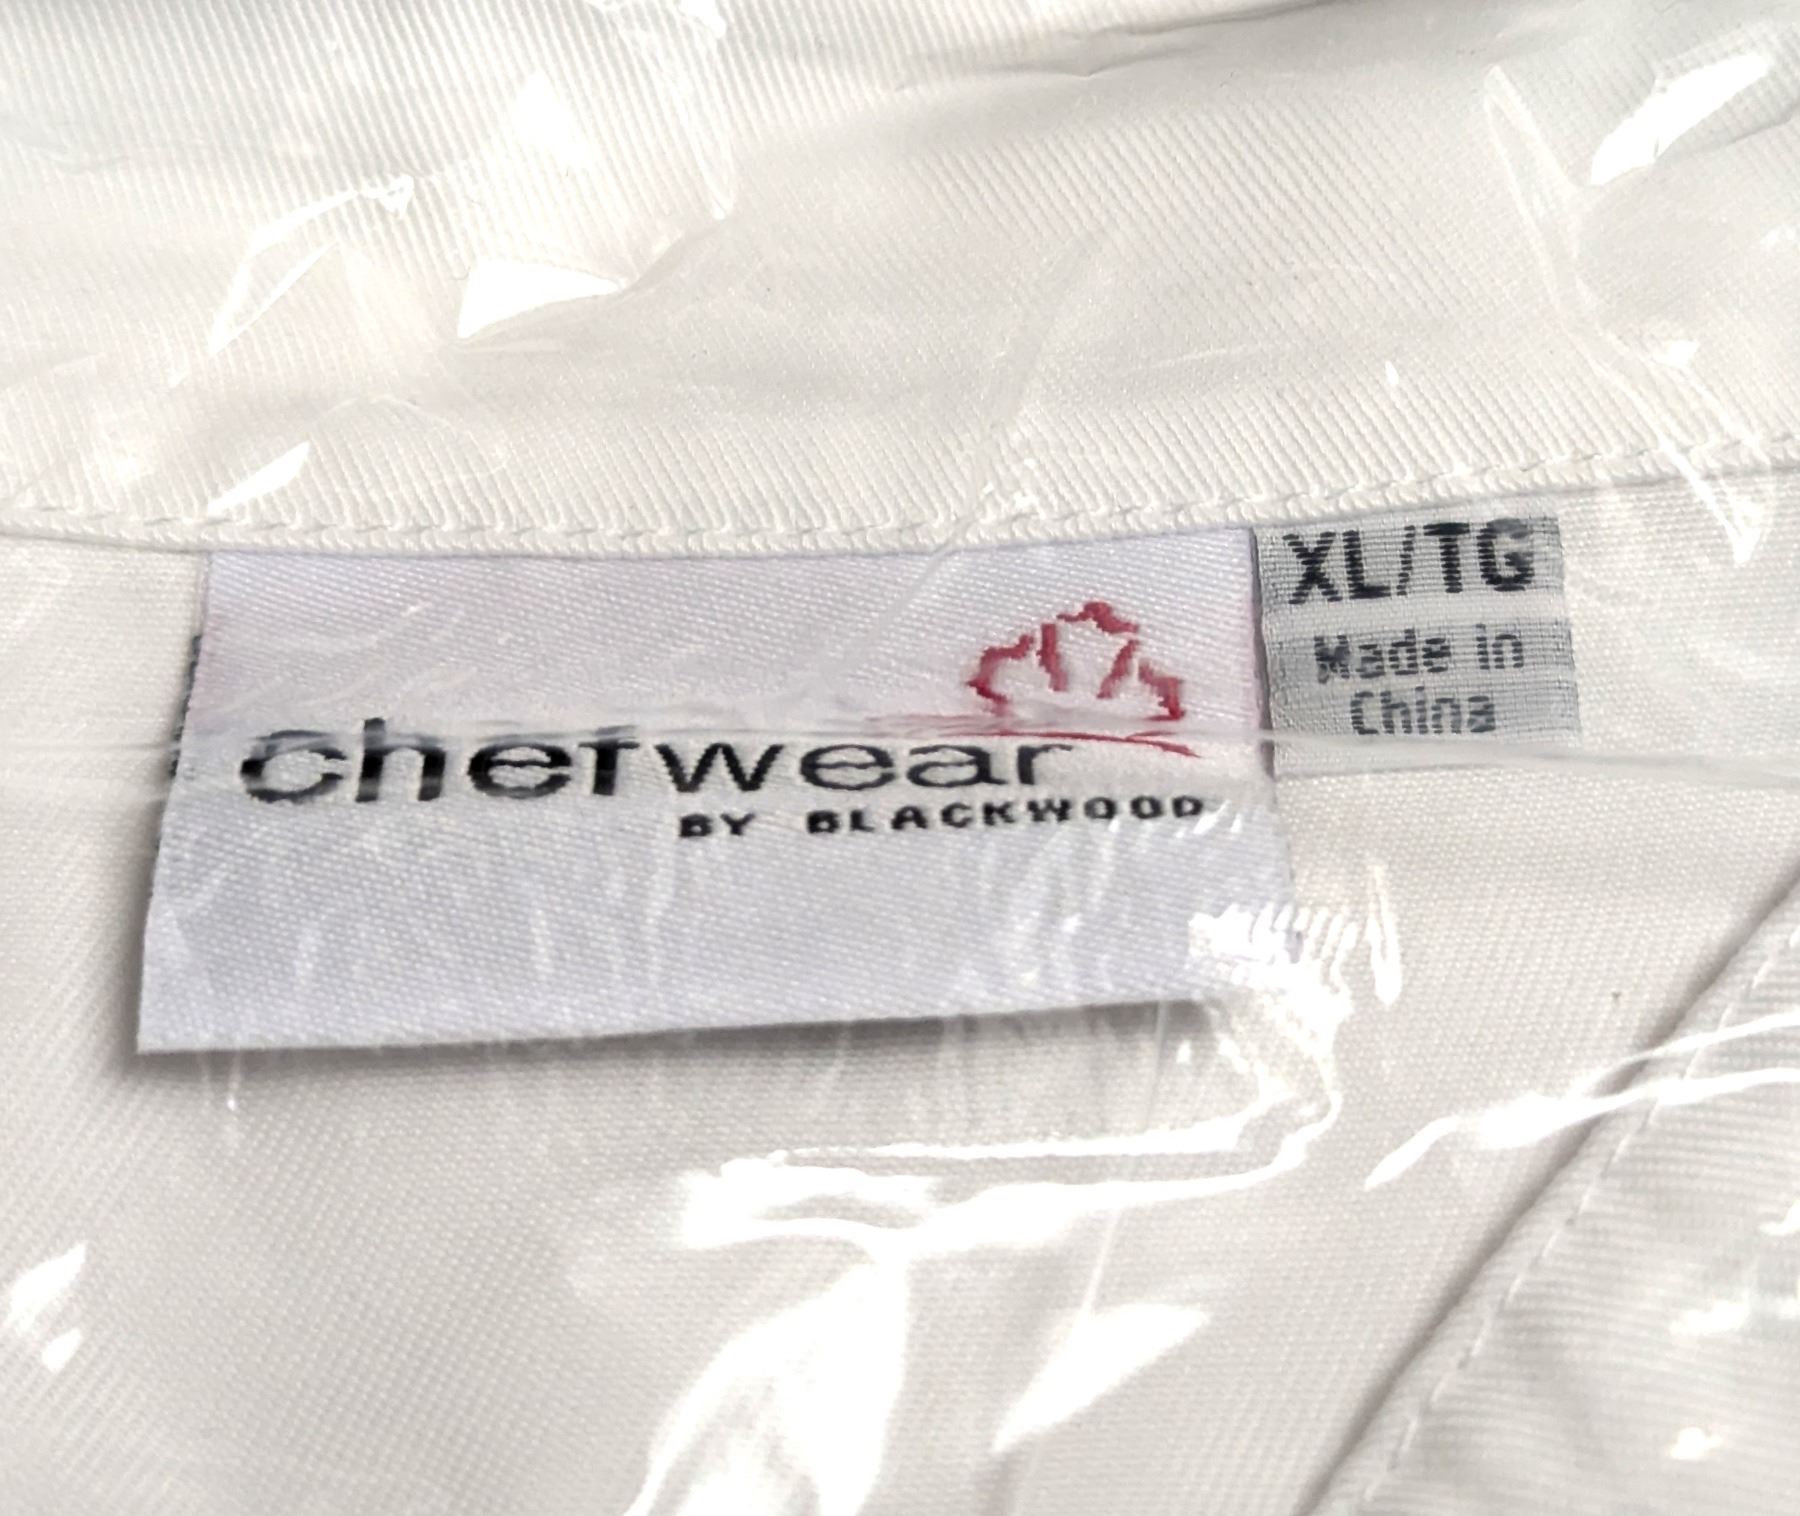 chefwear
BY BLACKWOOD
XL/TG
Made in
China